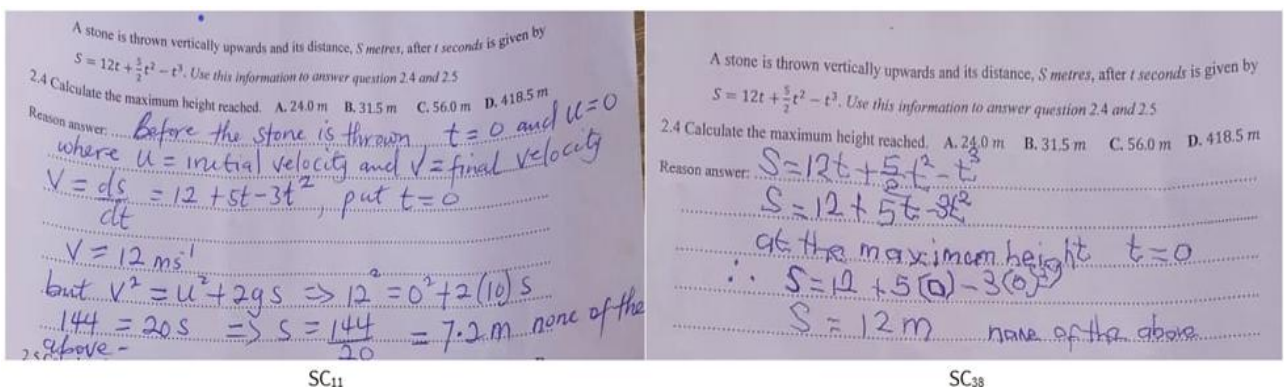 A stone is thrown vertically upwards and its distance, S metres, after t seconds is given by
S = 12t + 5/2 t² − t³. Use this information to answer question 2.4 and 2.5
2.4 Calculate the maximum height reached. A. 24.0 m B. 31.5 m C. 56.0 m D. 418.5 m
Reason answer: Before the stone is thrown, t = 0 and u = 0
where u = initial velocity and V = final velocity
V = ds/dt = 12 + 5t − 3t², put t = 0
V = 12 ms⁻¹
but V² = u² + 2gs ⇒ 12² = 0² + 2(10)s
144 = 20s ⇒ s = 144/20 = 7.2 m none of the
above-
SC11
A stone is thrown vertically upwards and its distance, S metres, after t seconds is given by
S = 12t + 5/2 t² − t³. Use this information to answer question 2.4 and 2.5
2.4 Calculate the maximum height reached. A. 24.0 m B. 31.5 m C. 56.0 m D. 418.5 m
Reason answer: S = 12t + 5/2 t² − t³
S = 12 + 5t − 3t²
at the maximum height t = 0
∴ S = 12 + 5(0) − 3(0)²
S = 12 m none of the above
SC38